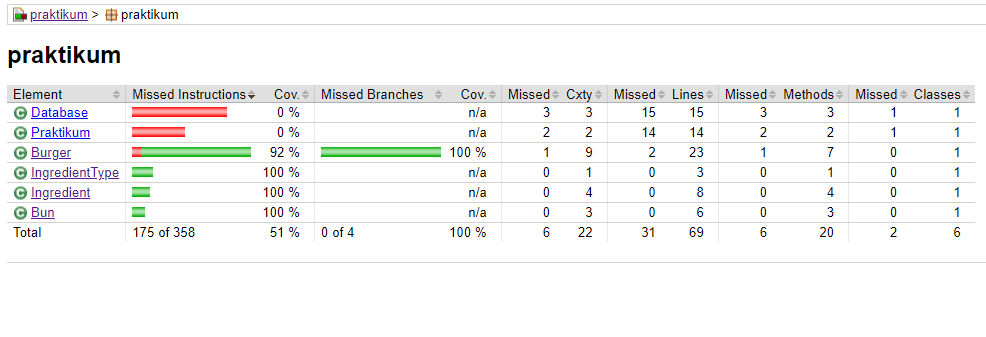 praktikum > praktikum
praktikum
Element Missed Instructions Cov. Missed Branches Cov. Missed Cxty Missed Lines Missed Methods Missed Classes
Database 0 % n/a 3 3 15 15 3 3 1 1
Praktikum 0 % n/a 2 2 14 14 2 2 1 1
Burger 92 % 100 % 1 9 2 23 1 7 0 1
IngredientType 100 % n/a 0 1 0 3 0 1 0 1
Ingredient 100 % n/a 0 4 0 8 0 4 0 1
Bun 100 % n/a 0 3 0 6 0 3 0 1
Total 175 of 358 51 % 0 of 4 100 % 6 22 31 69 6 20 2 6